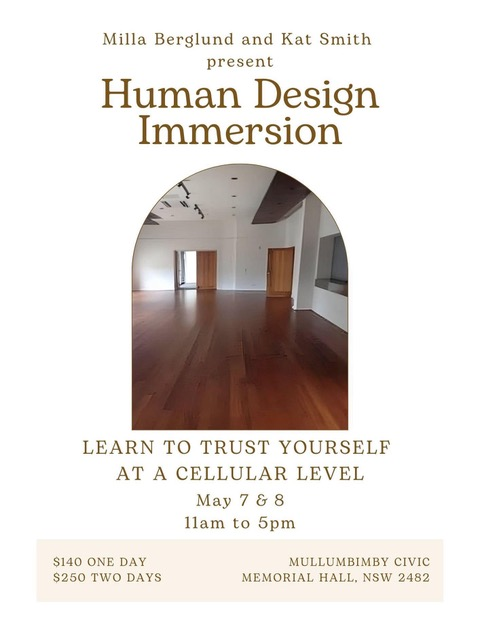 Milla Berglund and Kat Smith
present
Human Design
Immersion
LEARN TO TRUST YOURSELF
AT A CELLULAR LEVEL
May 7 & 8
11am to 5pm
$140 ONE DAY
$250 TWO DAYS
MULLUMBIMBY CIVIC
MEMORIAL HALL, NSW 2482